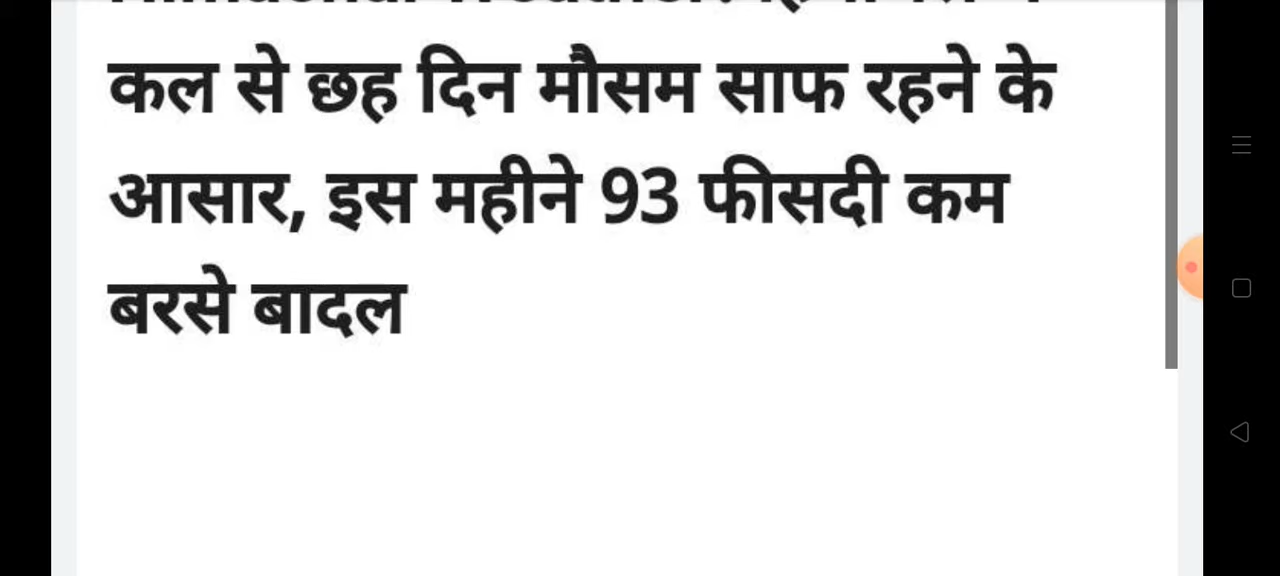 कल से छह दिन मौसम साफ रहने के
आसार, इस महीने 93 फीसदी कम
बरसे बादल